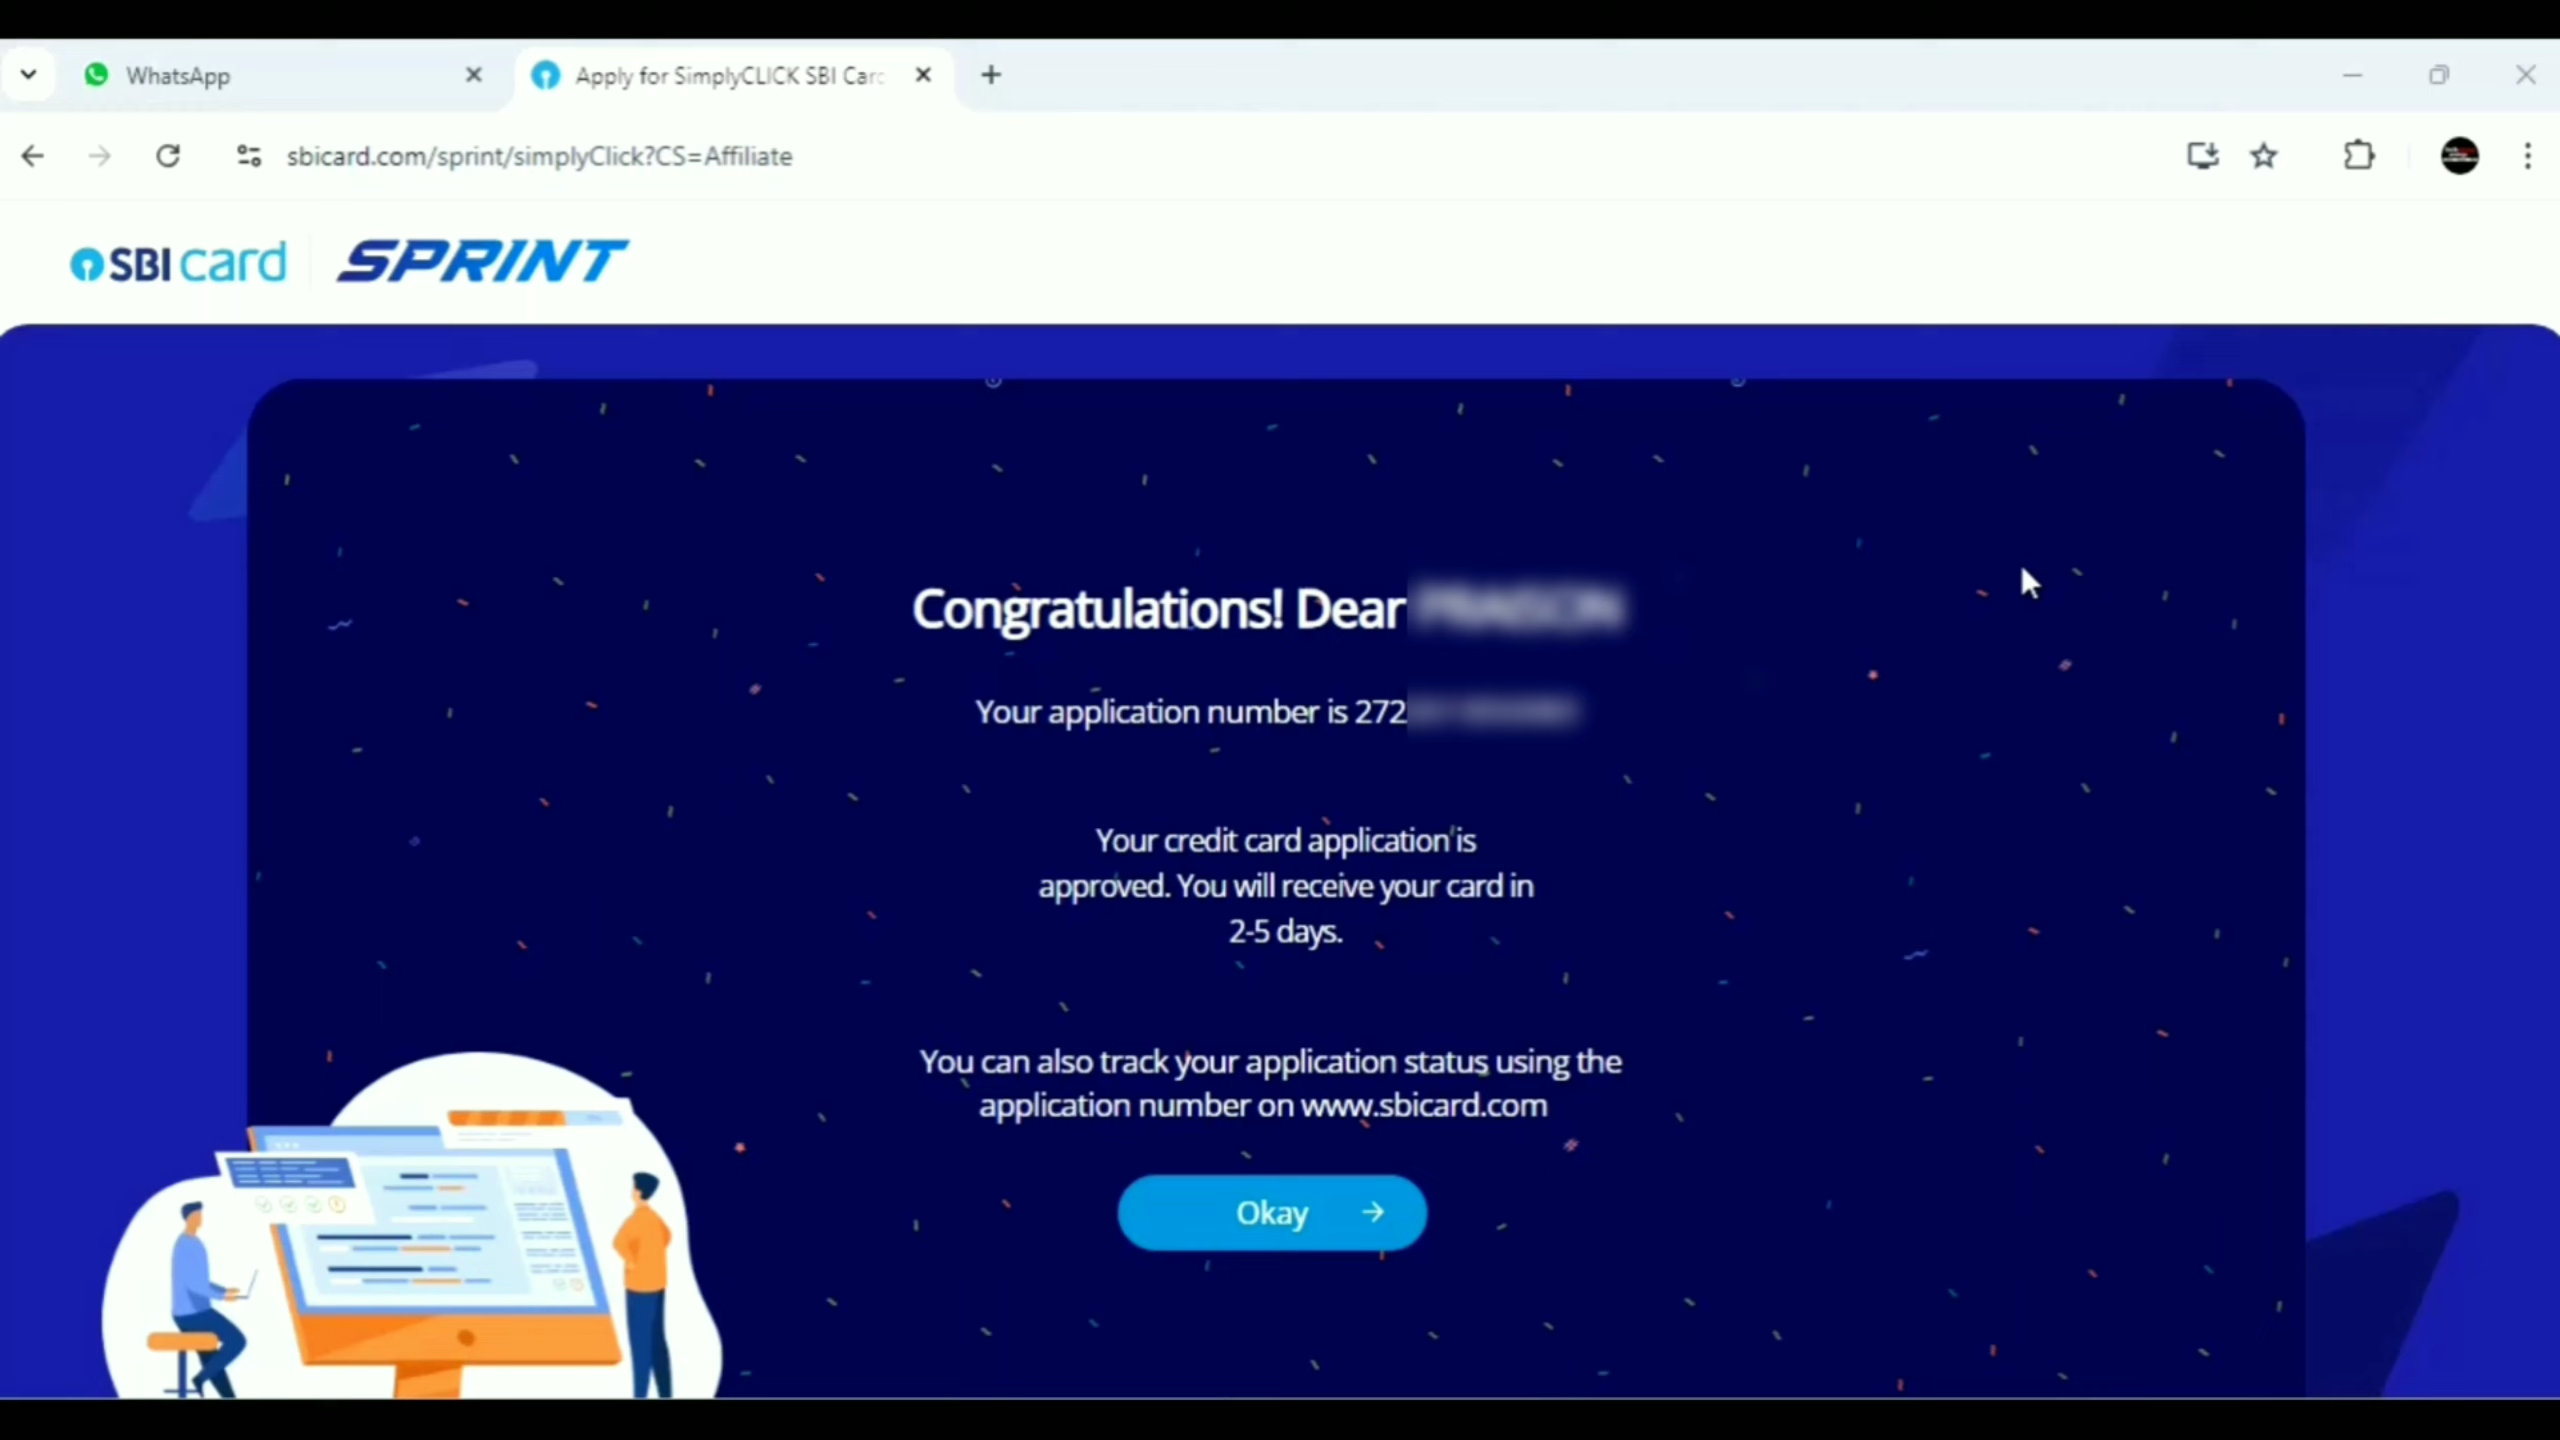 WhatsApp
Apply for SimplyCLICK SBI Car
sbicard.com/sprint/simplyClick?CS=Affiliate
SBI card SPRINT
Congratulations! Dear
Your application number is 272
Your credit card application is
approved. You will receive your card in
2-5 days.
You can also track your application status using the
application number on www.sbicard.com
Okay